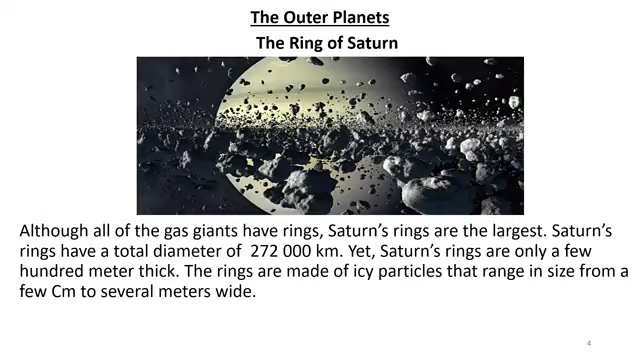 The Outer Planets
The Ring of Saturn
Although all of the gas giants have rings, Saturn’s rings are the largest. Saturn’s
rings have a total diameter of  272 000 km. Yet, Saturn’s rings are only a few
hundred meter thick. The rings are made of icy particles that range in size from a
few Cm to several meters wide.
4